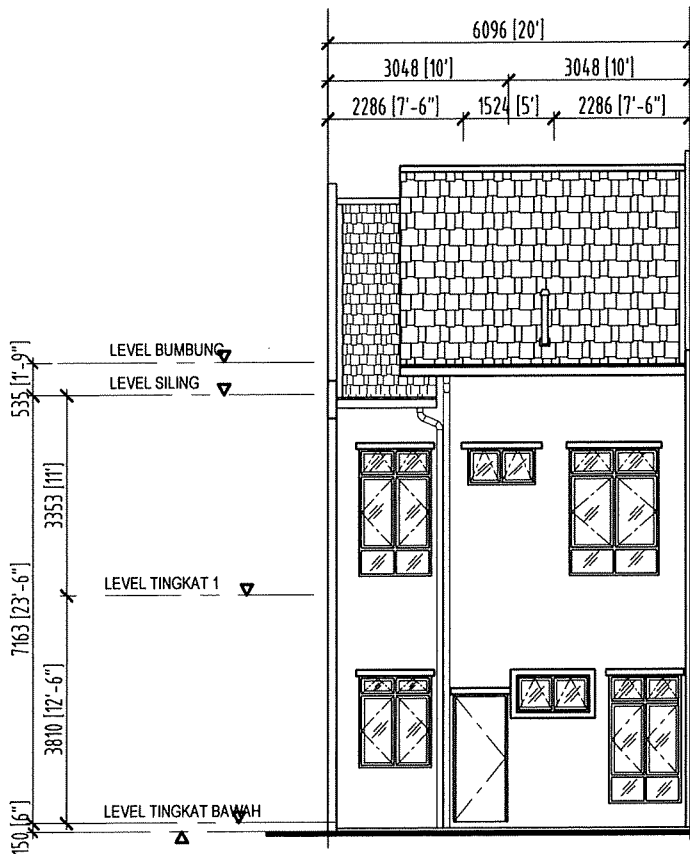 6096 [20']
3048 [10'] 3048 [10']
2286 [7'-6"] 1524 [5'] 2286 [7'-6"]
LEVEL BUMBUNG
535 [1'-9"]
LEVEL SILING
3353 [11']
LEVEL TINGKAT 1
7163 [23'-6"]
3810 [12'-6"]
LEVEL TINGKAT BAWAH
150 [6"]